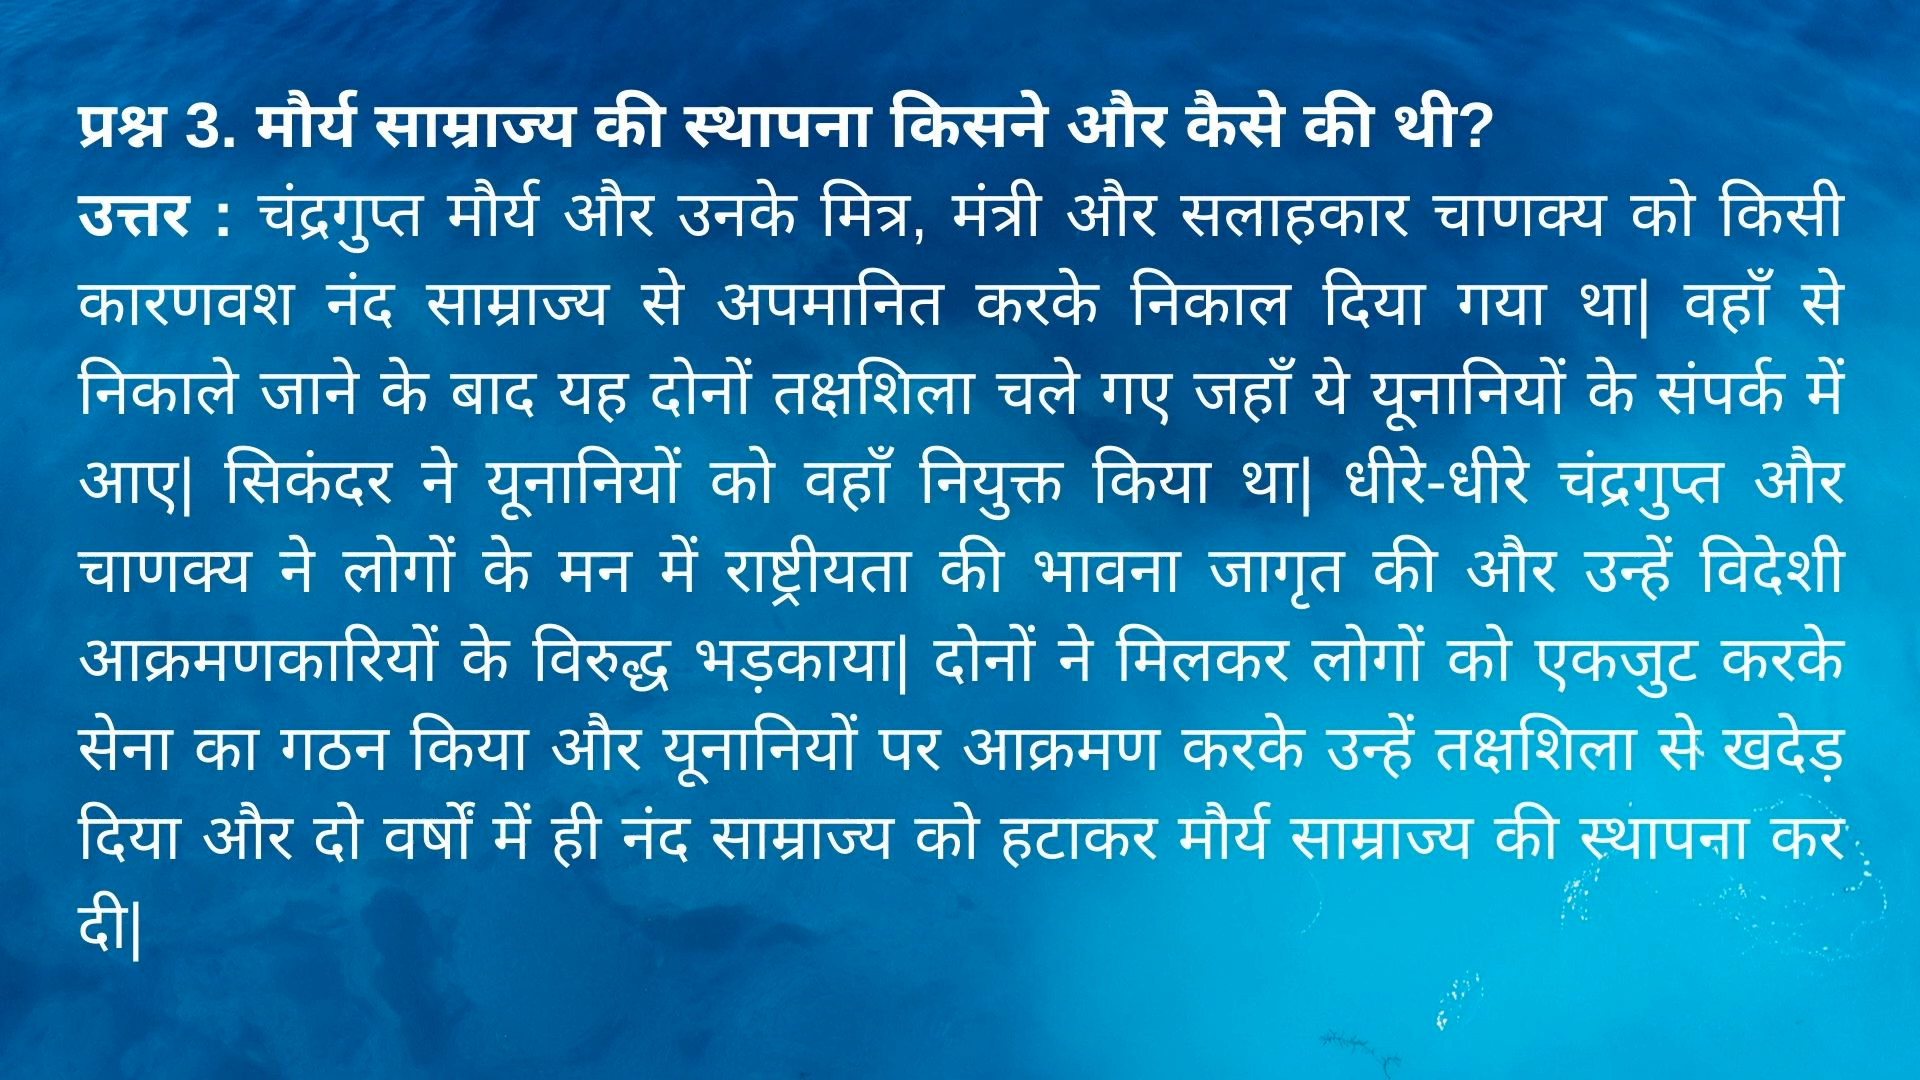 प्रश्न 3. मौर्य साम्राज्य की स्थापना किसने और कैसे की थी?
उत्तर : चंद्रगुप्त मौर्य और उनके मित्र, मंत्री और सलाहकार चाणक्य को किसी
कारणवश नंद साम्राज्य से अपमानित करके निकाल दिया गया था| वहाँ से
निकाले जाने के बाद यह दोनों तक्षशिला चले गए जहाँ ये यूनानियों के संपर्क में
आए| सिकंदर ने यूनानियों को वहाँ नियुक्त किया था| धीरे-धीरे चंद्रगुप्त और
चाणक्य ने लोगों के मन में राष्ट्रीयता की भावना जागृत की और उन्हें विदेशी
आक्रमणकारियों के विरुद्ध भड़काया| दोनों ने मिलकर लोगों को एकजुट करके
सेना का गठन किया और यूनानियों पर आक्रमण करके उन्हें तक्षशिला से खदेड़
दिया और दो वर्षों में ही नंद साम्राज्य को हटाकर मौर्य साम्राज्य की स्थापना कर
दी|